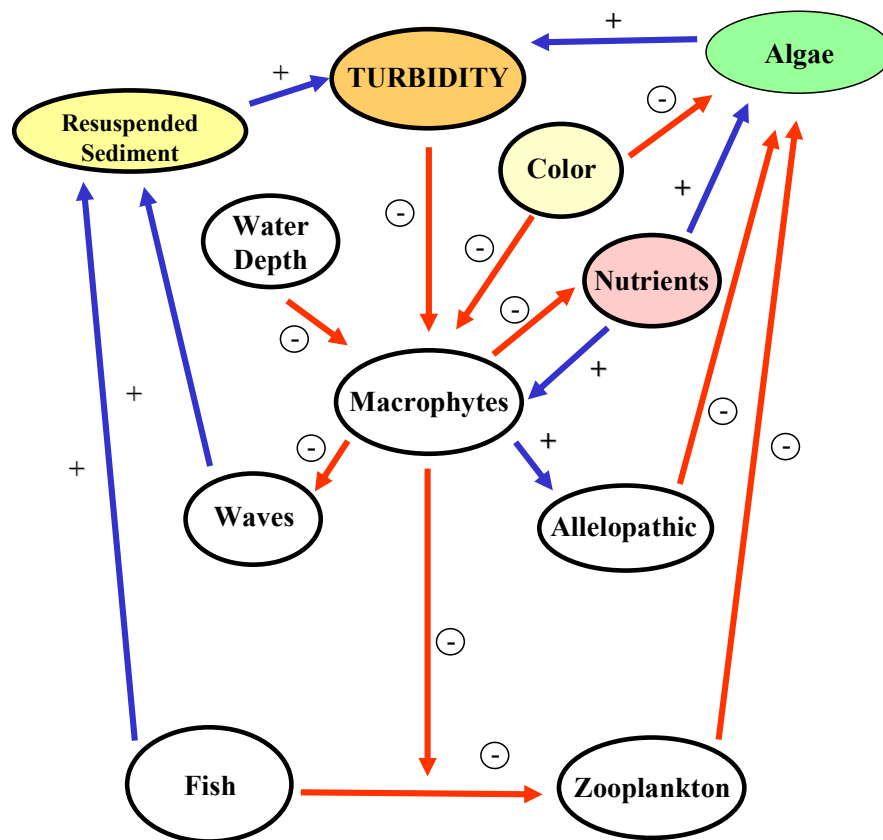 +
Algae
TURBIDITY
+
-
Resuspended
Sediment
Color
+
-
Water
Depth
-
Nutrients
-
-
+
Macrophytes
+
-
+
-
+
-
+
Waves
Allelopathic
-
-
Fish
Zooplankton